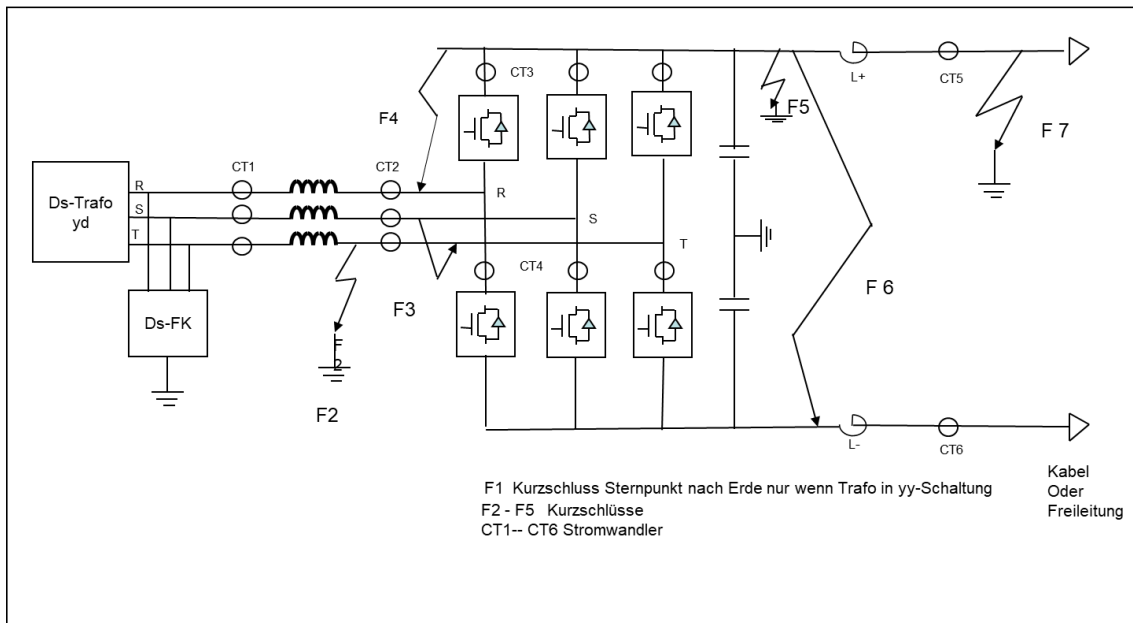 CT3
L+
CT5
F5
F 7
F4
CT1
CT2
Ds-Trafo
yd
R
S
T
R
S
T
CT4
F 6
F3
Ds-FK
F2
F2
L-
CT6
F1 Kurzschluss Sternpunkt nach Erde nur wenn Trafo in yy-Schaltung
F2 - F5 Kurzschlüsse
CT1-- CT6 Stromwandler
Kabel
Oder
Freileitung